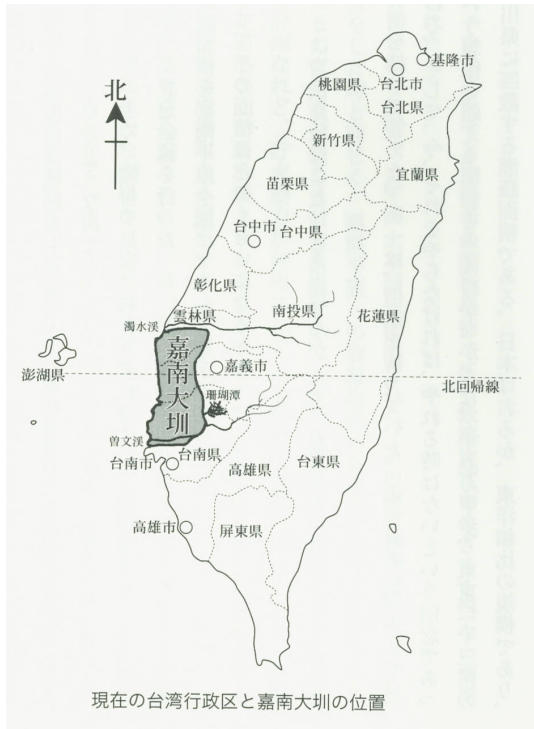 北
基隆市
桃園県
台北市
台北県
新竹県
宜蘭県
苗栗県
台中市
台中県
彰化県
南投県
花蓮県
雲林県
濁水渓
嘉南大圳
嘉義市
澎湖県
北回帰線
珊瑚潭
曽文渓
台南市
台南県
高雄県
台東県
高雄市
屏東県
現在の台湾行政区と嘉南大圳の位置